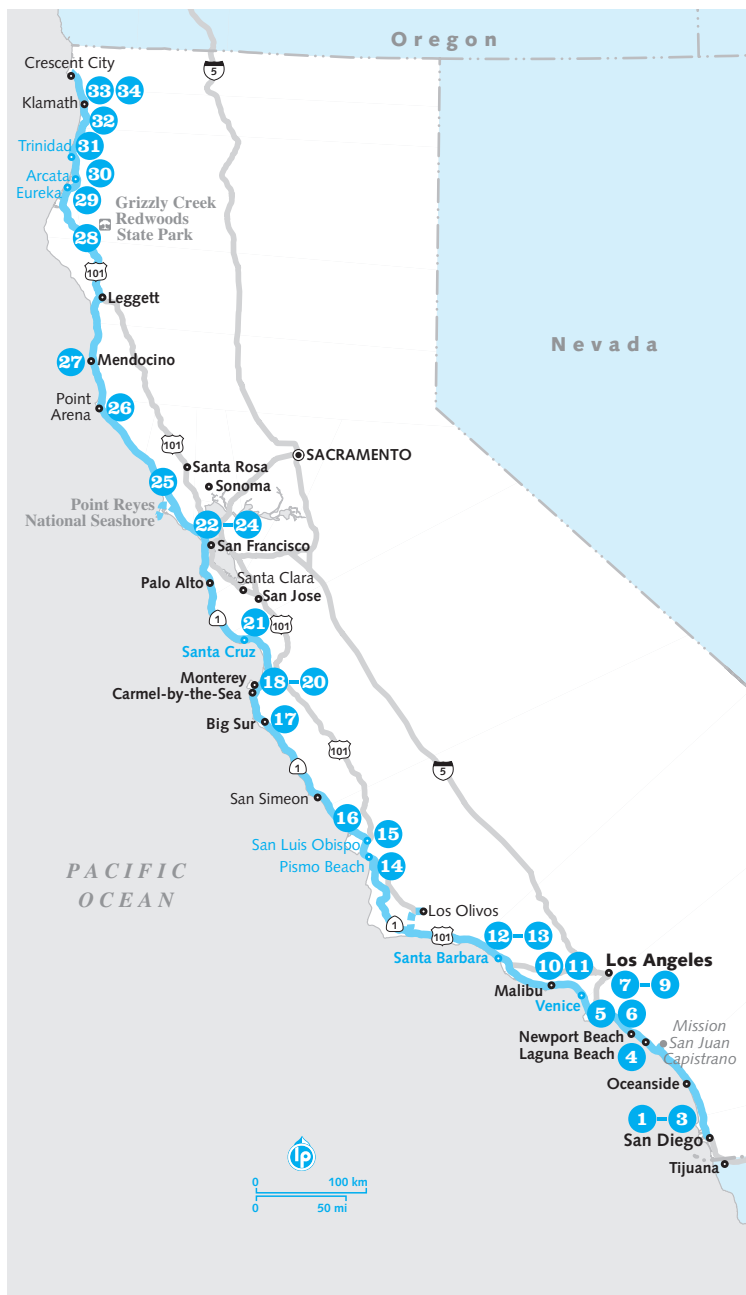 Oregon
Crescent City
5
33 34
Klamath
32
Trinidad
31
Arcata
30
Eureka
29
Grizzly Creek
Redwoods
State Park
28
101
Leggett
Nevada
27
Mendocino
Point
Arena
26
101
SACRAMENTO
Santa Rosa
25
Sonoma
Point Reyes
National Seashore
22 – 24
San Francisco
Santa Clara
Palo Alto
San Jose
1
21
101
Santa Cruz
Monterey
18 – 20
Carmel-by-the-Sea
Big Sur
17
101
1
5
San Simeon
16
15
San Luis Obispo
Pismo Beach
14
PACIFIC
OCEAN
Los Olivos
1
101
12 – 13
Santa Barbara
Los Angeles
10 11
7 – 9
Malibu
Venice
5 6
Newport Beach
Laguna Beach
4
Mission
San Juan
Capistrano
Oceanside
1 – 3
San Diego
Tijuana
lp
0 100 km
0 50 mi